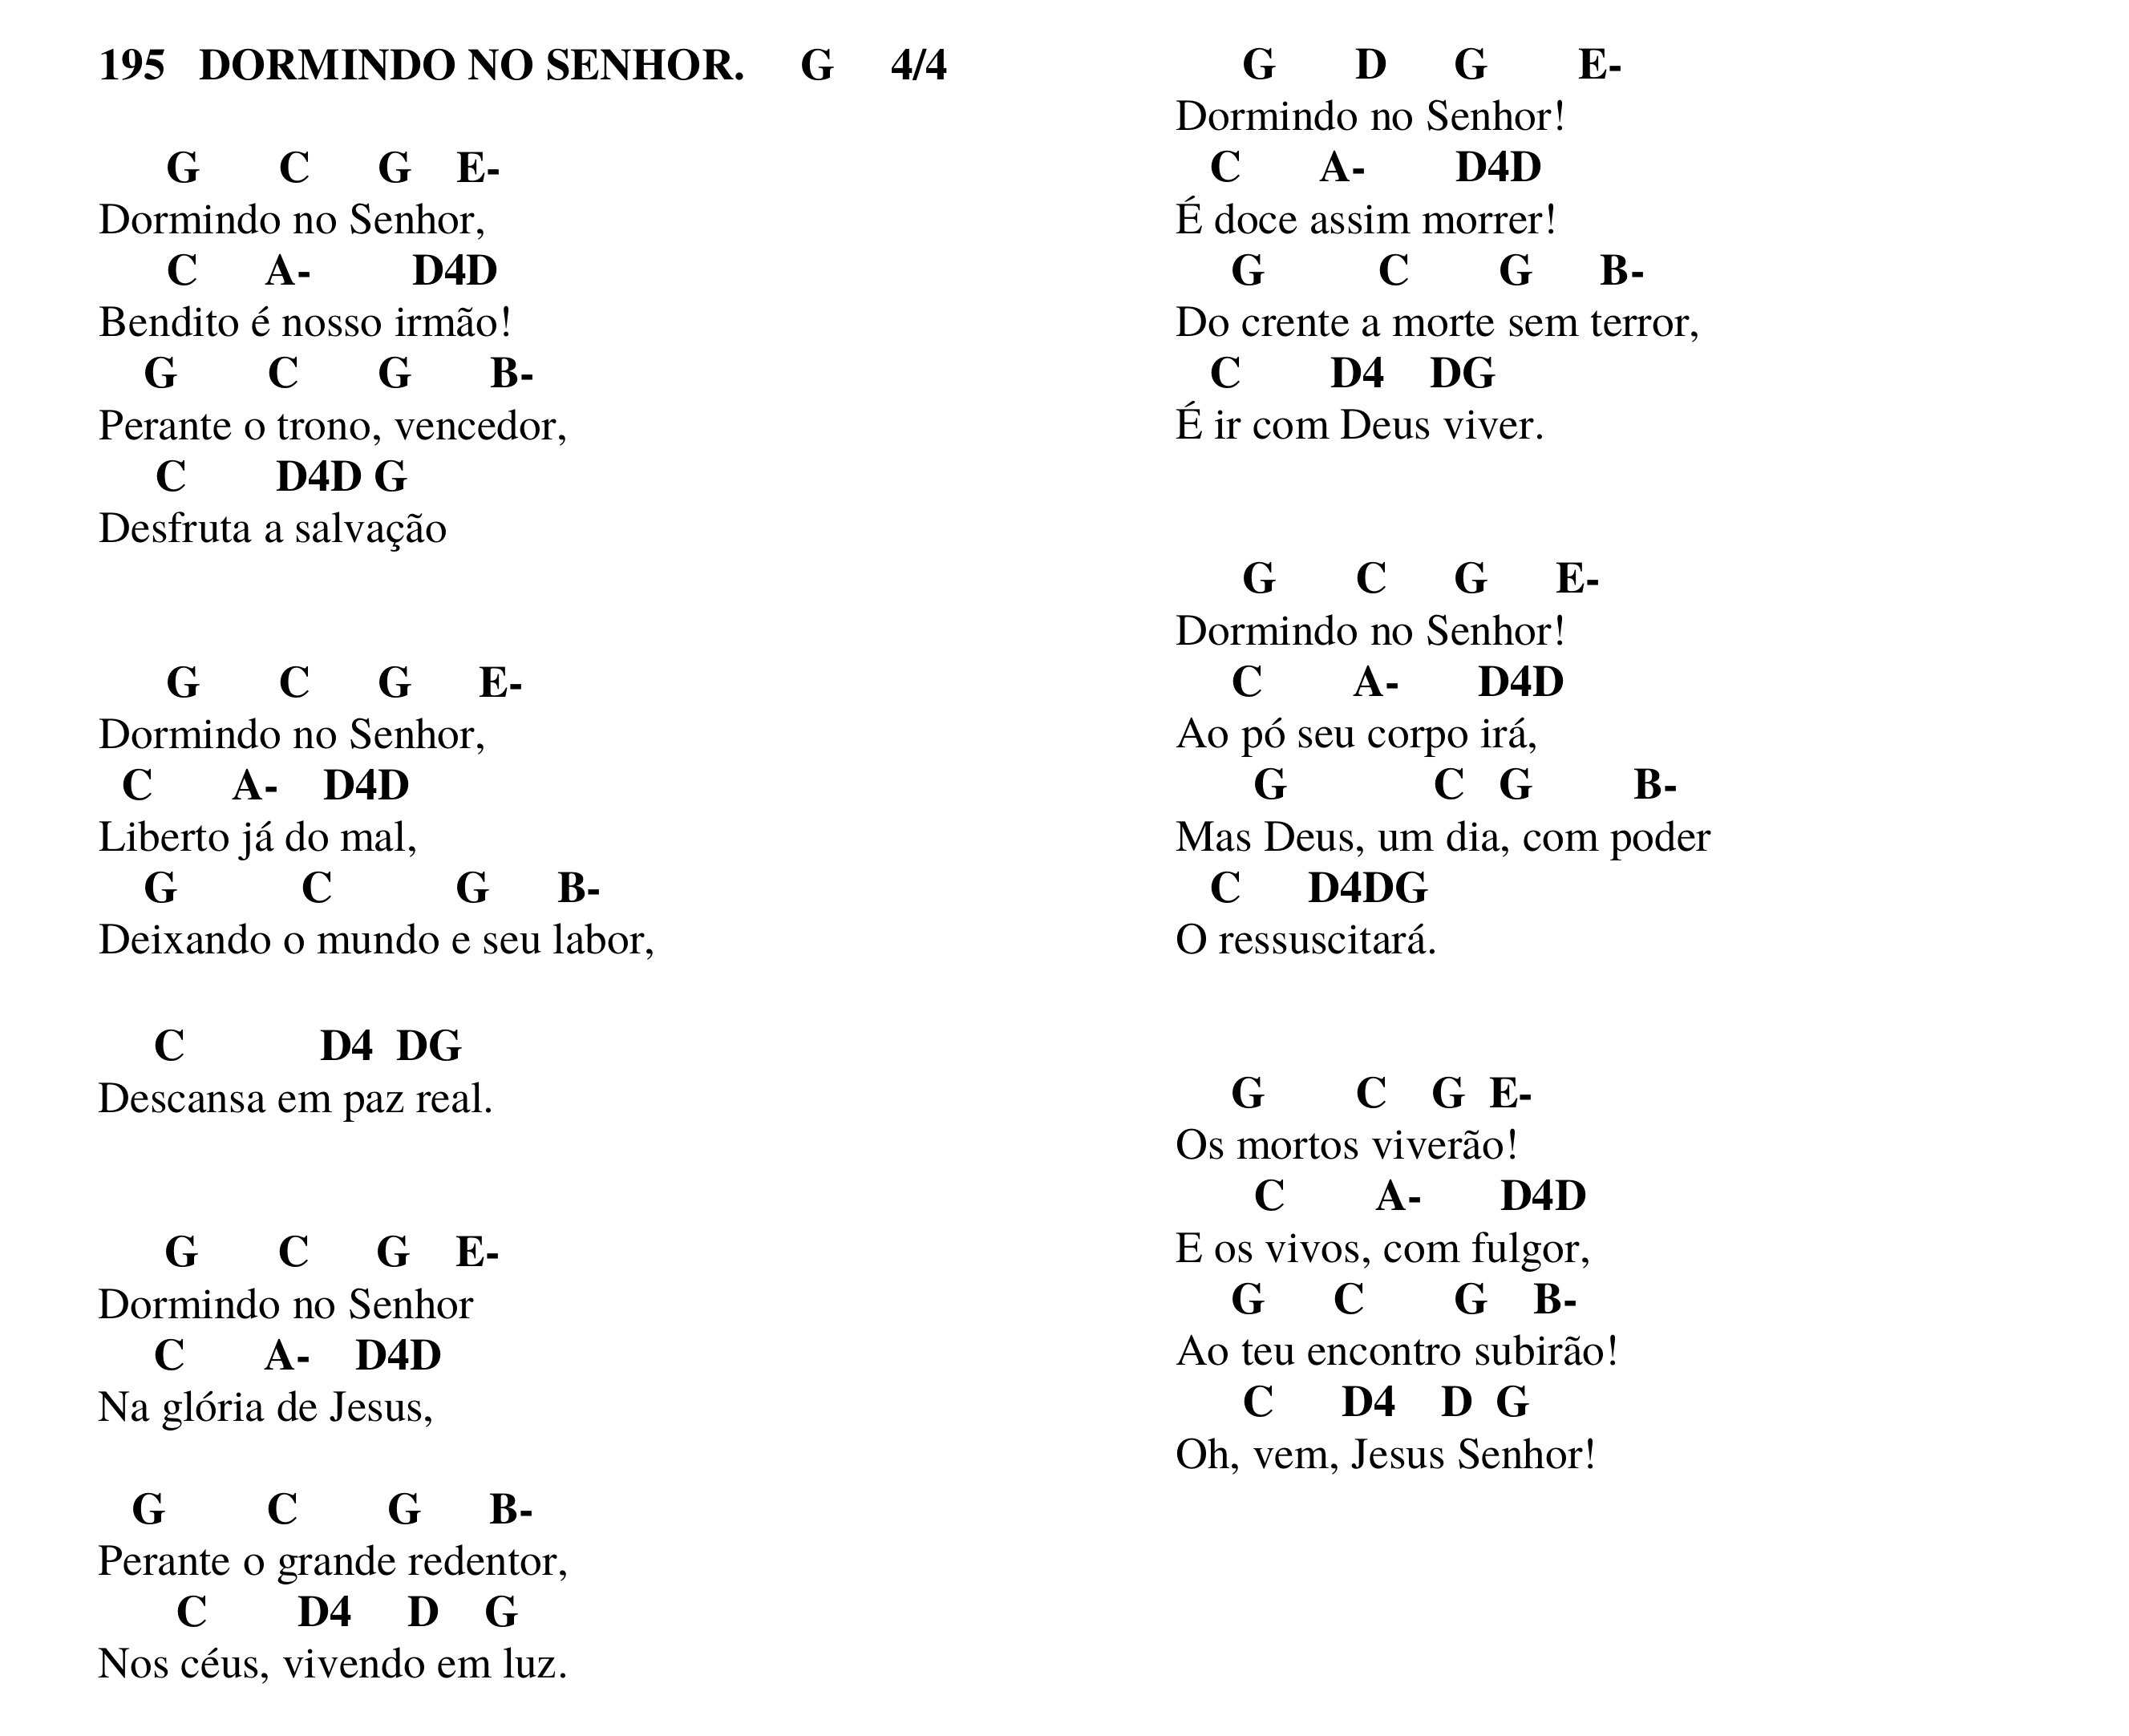 195 DORMINDO NO SENHOR. G 4/4
G C G E-
Dormindo no Senhor,
C A- D4D
Bendito é nosso irmão!
G C G B-
Perante o trono, vencedor,
C D4D G
Desfruta a salvação
G C G E-
Dormindo no Senhor,
C A- D4D
Liberto já do mal,
G C G B-
Deixando o mundo e seu labor,
C D4 DG
Descansa em paz real.
G C G E-
Dormindo no Senhor
C A- D4D
Na glória de Jesus,
G C G B-
Perante o grande redentor,
C D4 D G
Nos céus, vivendo em luz.
G D G E-
Dormindo no Senhor!
C A- D4D
É doce assim morrer!
G C G B-
Do crente a morte sem terror,
C D4 DG
É ir com Deus viver.
G C G E-
Dormindo no Senhor!
C A- D4D
Ao pó seu corpo irá,
G C G B-
Mas Deus, um dia, com poder
C D4DG
O ressuscitará.
G C G E-
Os mortos viverão!
C A- D4D
E os vivos, com fulgor,
G C G B-
Ao teu encontro subirão!
C D4 D G
Oh, vem, Jesus Senhor!